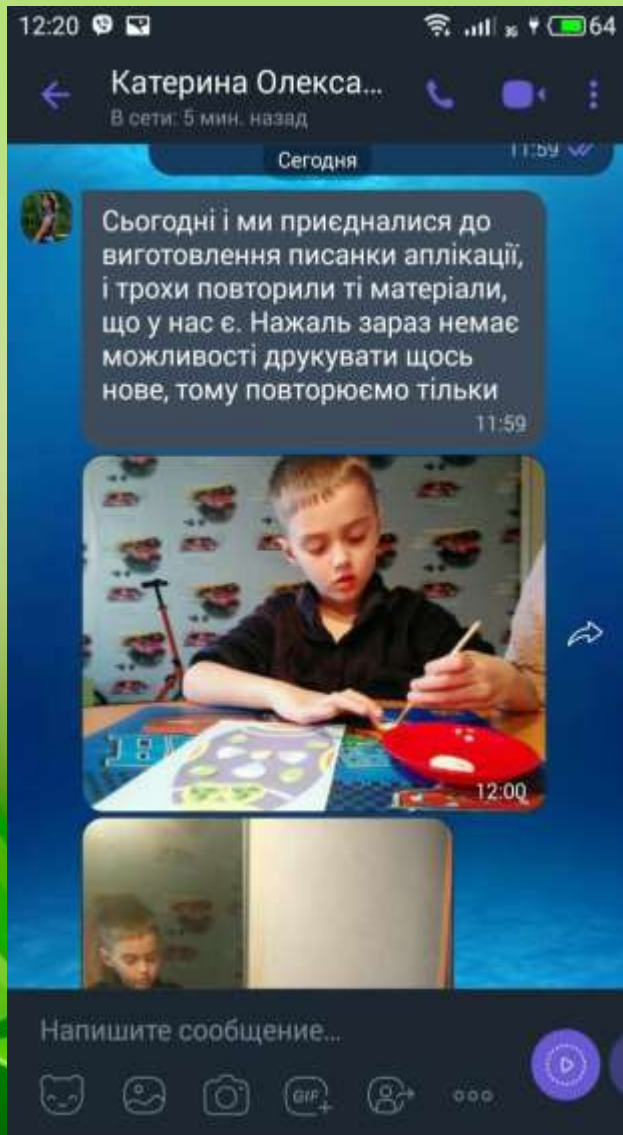 12:20
64
Катерина Олекса...
В сети: 5 мин. назад
11:59
Сегодня
Сьогодні і ми приєдналися до
виготовлення писанки аплікації,
і трохи повторили ті матеріали,
що у нас є. Нажаль зараз немає
можливості друкувати щось
нове, тому повторюємо тільки
11:59
12:00
Напишите сообщение...
GIF